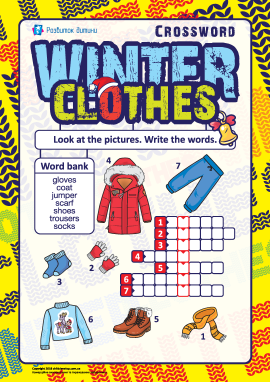 Розвиток дитини
CROSSWORD
WINTER
CLOTHES
Look at the pictures. Write the words.
Word bank
gloves
coat
jumper
scarf
shoes
trousers
socks
4
7
2
3
1
2
3
4
5
6
7
6
5
1